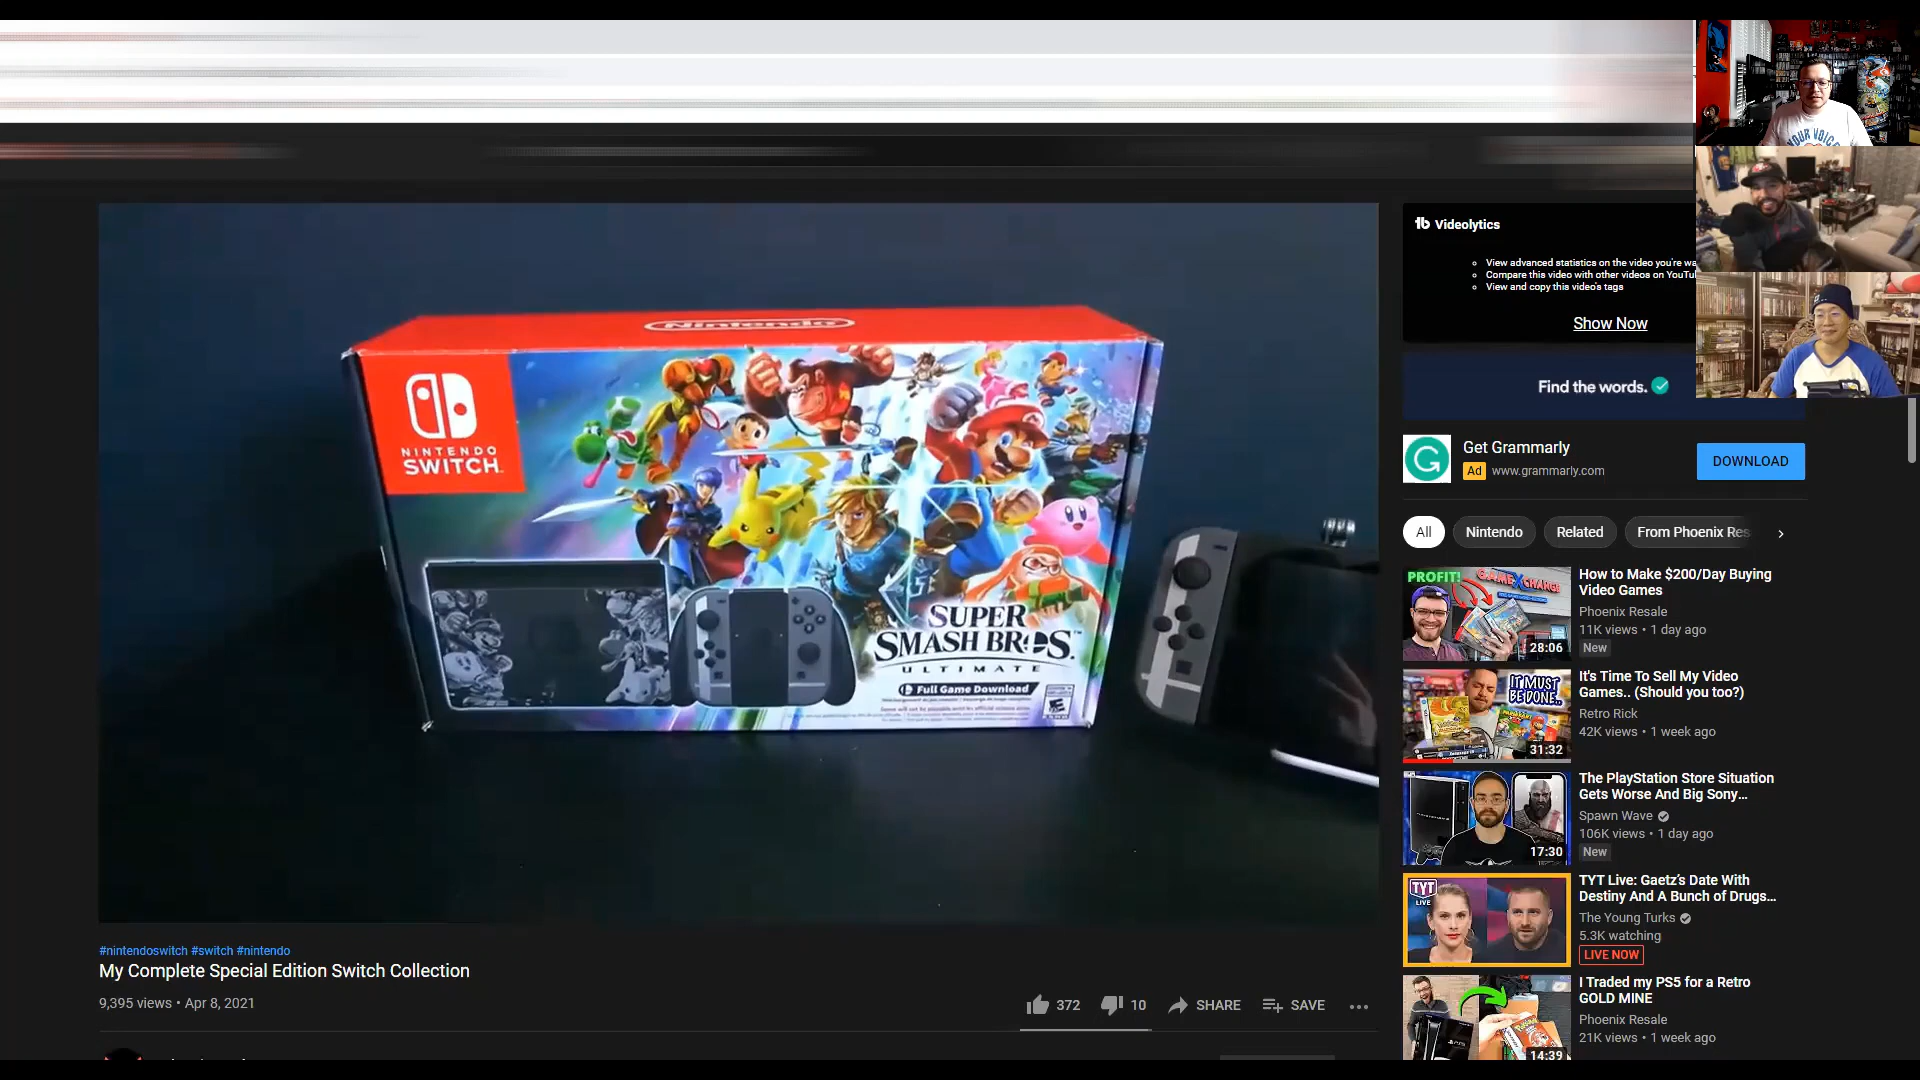 YOUR VOICE
Videolytics
View advanced statistics on the video you're wa
Compare this video with other videos on YouTu
View and copy this video's tags
Show Now
Find the words.
Get Grammarly
Ad www.grammarly.com
DOWNLOAD
Nintendo
NINTENDO
SWITCH
SUPER
SMASH BROS.
ULTIMATE
Full Game Download
All
Nintendo
Related
From Phoenix Res
PROFIT!
GAMEXCHANGE
28:06
How to Make $200/Day Buying
Video Games
Phoenix Resale
11K views • 1 day ago
New
IT MUST
BE DONE..
31:32
It's Time To Sell My Video
Games.. (Should you too?)
Retro Rick
42K views • 1 week ago
17:30
The PlayStation Store Situation
Gets Worse And Big Sony...
Spawn Wave
106K views • 1 day ago
New
TYT
LIVE
TYT Live: Gaetz's Date With
Destiny And A Bunch of Drugs...
The Young Turks
5.3K watching
LIVE NOW
14:39
I Traded my PS5 for a Retro
GOLD MINE
Phoenix Resale
21K views • 1 week ago
#nintendoswitch #switch #nintendo
My Complete Special Edition Switch Collection
9,395 views • Apr 8, 2021
372
10
SHARE
SAVE